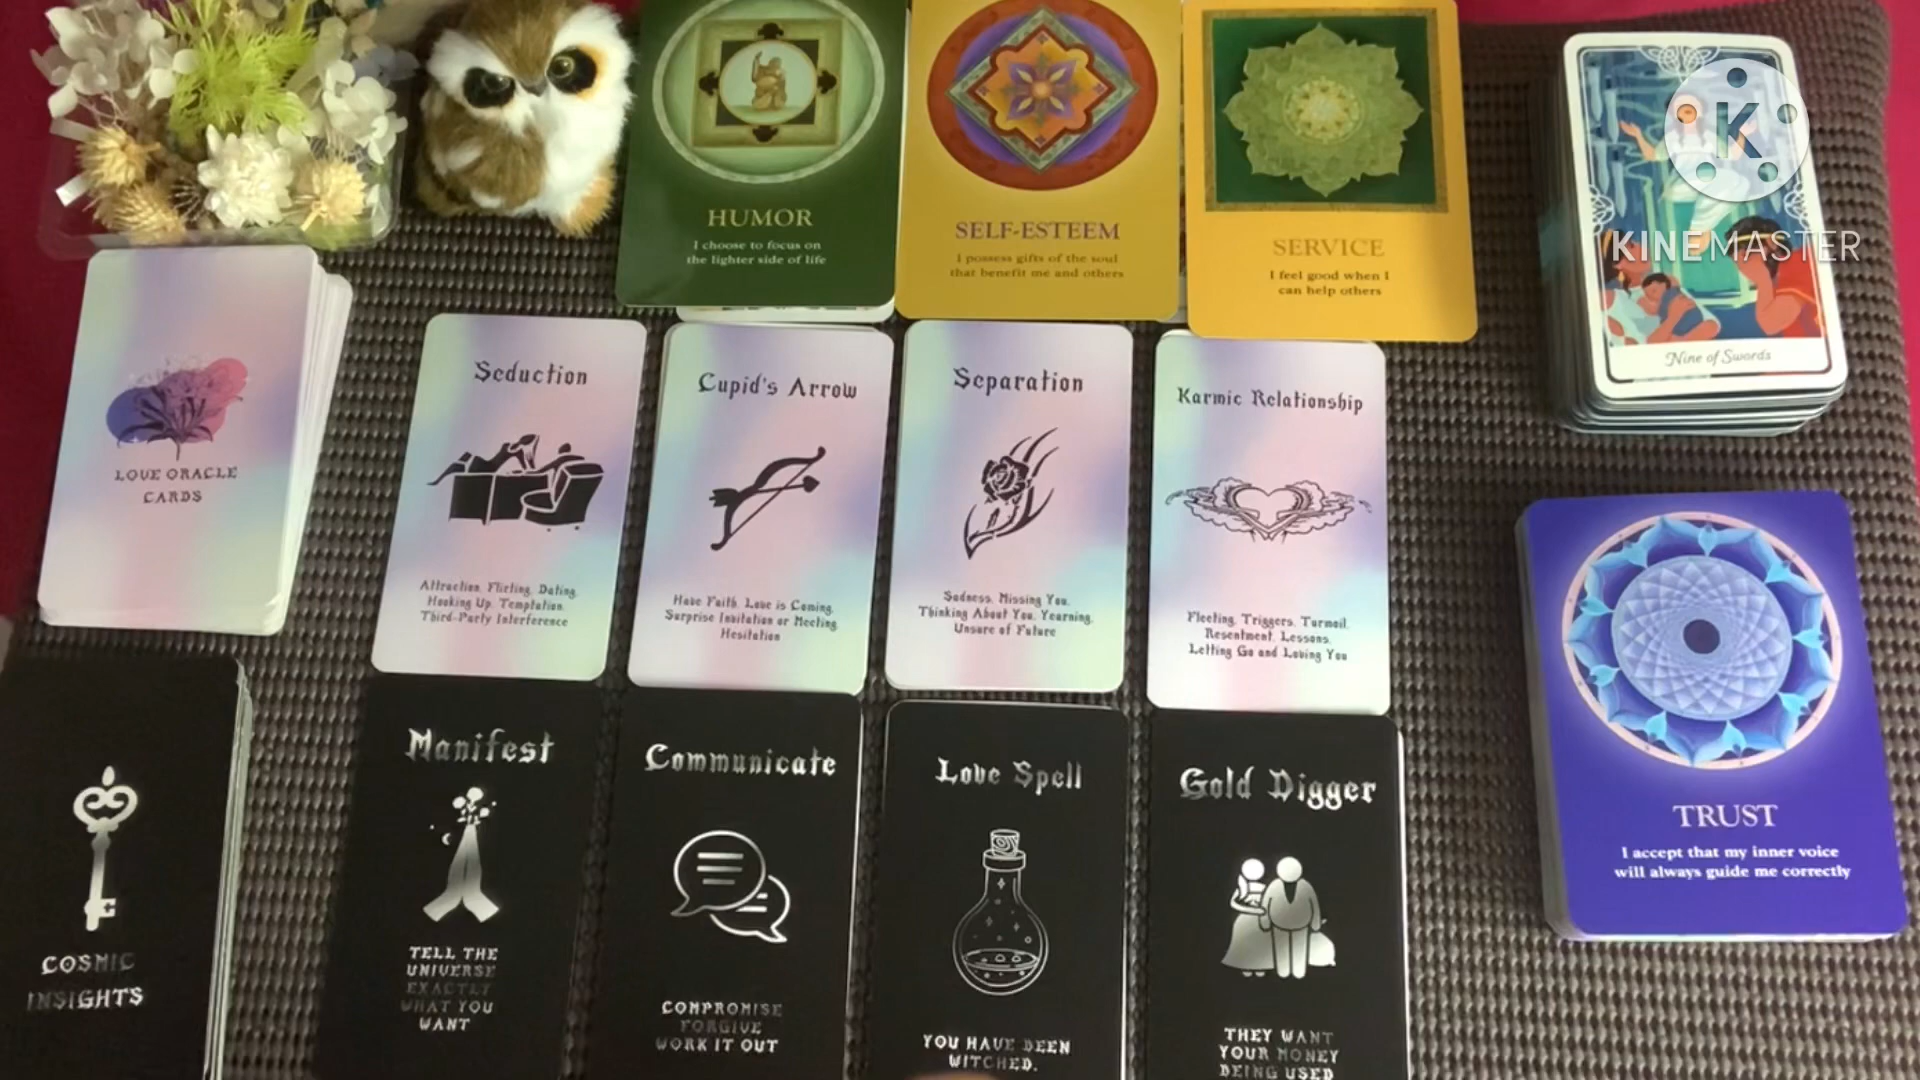 HUMOR
I choose to focus on
the lighter side of life
SELF-ESTEEM
I possess gifts of the soul
that benefit me and others
SERVICE
I feel good when I
can help others
K
KINEMASTER
Nine of Swords
LOVE ORACLE
CARDS
Seduction
Attraction, Flirting, Dating,
Hooking Up, Temptation,
Third-Party Interference
Cupid's Arrow
Have Faith, Love is Coming,
Surprise Invitation or Meeting
Hesitation
Separation
Sadness, Missing You,
Thinking About You, Yearning,
Unsure of Future
Karmic Relationship
Fleeting, Triggers, Turmoil,
Resentment, Lessons,
Letting Go and Loving You
TRUST
I accept that my inner voice
will always guide me correctly
COSMIC
INSIGHTS
Manifest
TELL THE
UNIVERSE
EXACTLY
WHAT YOU
WANT
Communicate
COMPROMISE
FORGIVE
WORK IT OUT
Love Spell
YOU HAVE BEEN
WITCHED.
Gold Digger
THEY WANT
YOUR MONEY
BEING USED